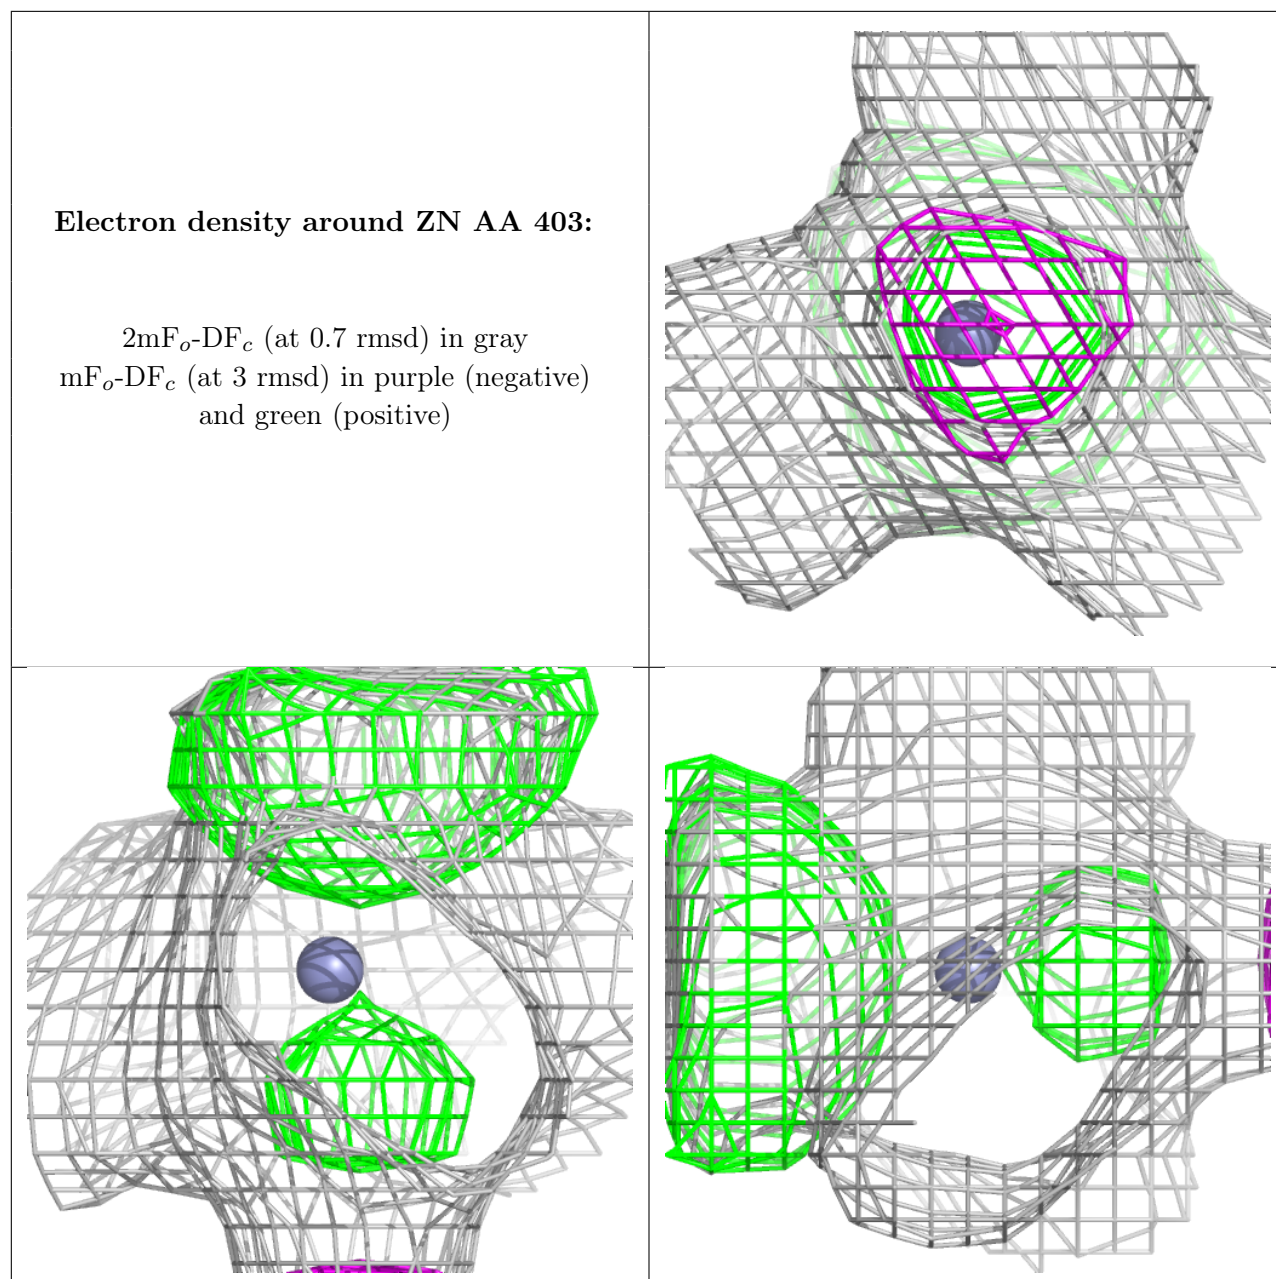 Electron density around ZN AA 403:
2mFo-DFc (at 0.7 rmsd) in gray
mFo-DFc (at 3 rmsd) in purple (negative)
and green (positive)